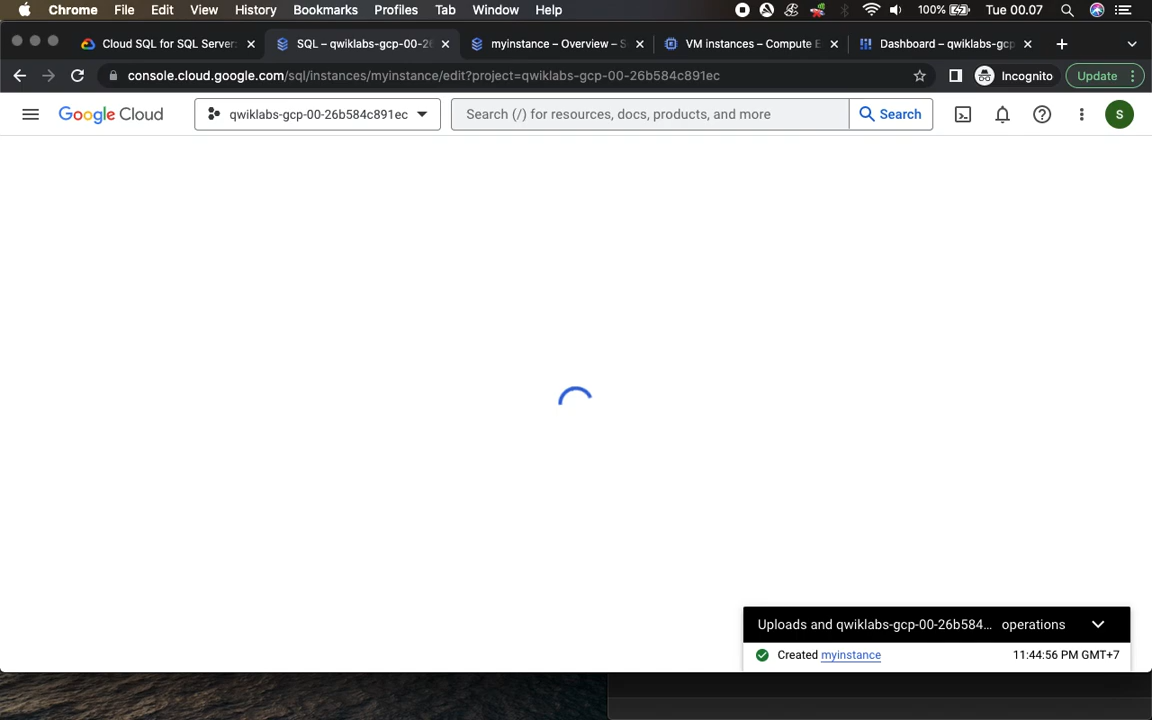 Chrome File Edit View History Bookmarks Profiles Tab Window Help 100% Tue 00.07
Cloud SQL for SQL Server: SQL – qwiklabs-gcp-00-26 myinstance – Overview – S VM instances – Compute E Dashboard – qwiklabs-gcp
console.cloud.google.com/sql/instances/myinstance/edit?project=qwiklabs-gcp-00-26b584c891ec Incognito Update
Google Cloud qwiklabs-gcp-00-26b584c891ec Search (/) for resources, docs, products, and more Search S
Uploads and qwiklabs-gcp-00-26b584... operations
Created myinstance 11:44:56 PM GMT+7